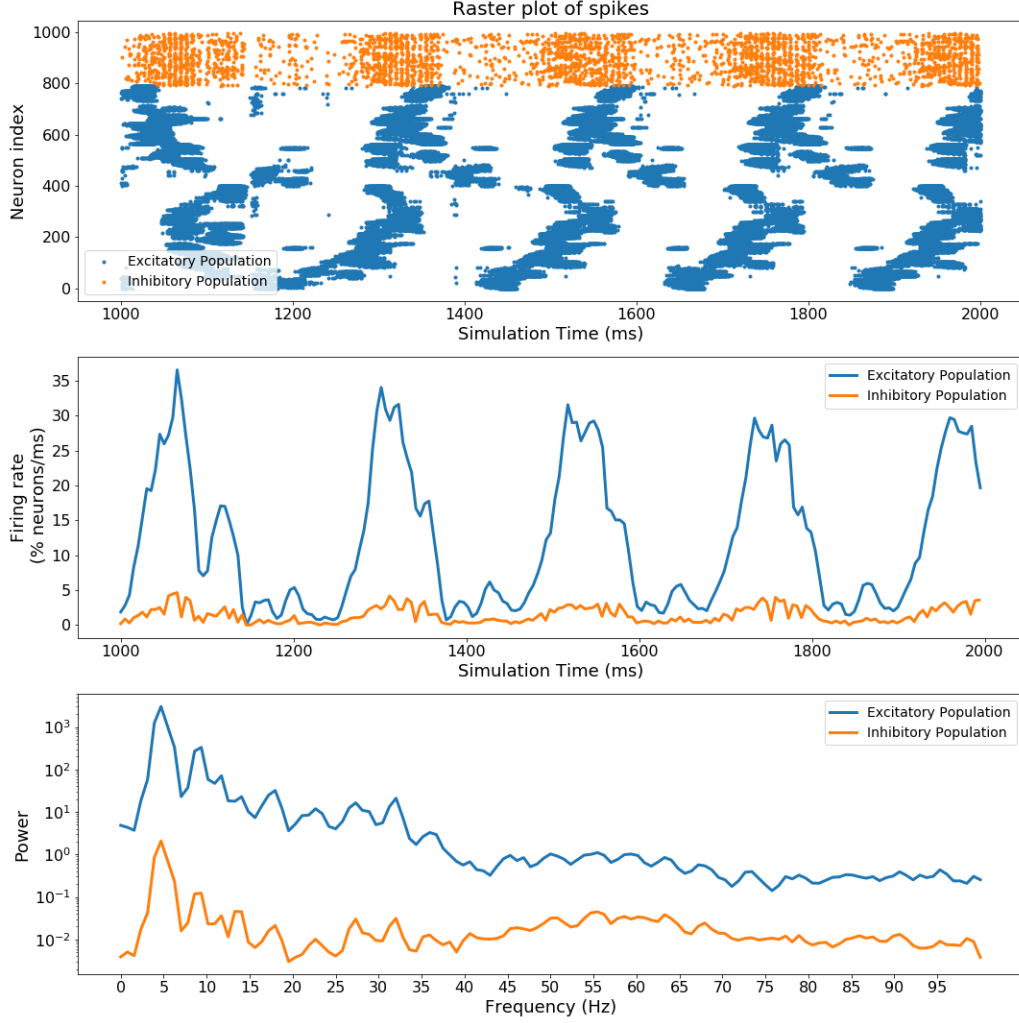 Raster plot of spikes
Neuron index
1000
800
600
400
200
0
Excitatory Population
Inhibitory Population
1000 1200 1400 1600 1800 2000
Simulation Time (ms)
Firing rate
(% neurons/ms)
35
30
25
20
15
10
5
0
Excitatory Population
Inhibitory Population
1000 1200 1400 1600 1800 2000
Simulation Time (ms)
Power
10³
10²
10¹
10⁰
10⁻¹
10⁻²
Excitatory Population
Inhibitory Population
0 5 10 15 20 25 30 35 40 45 50 55 60 65 70 75 80 85 90 95
Frequency (Hz)